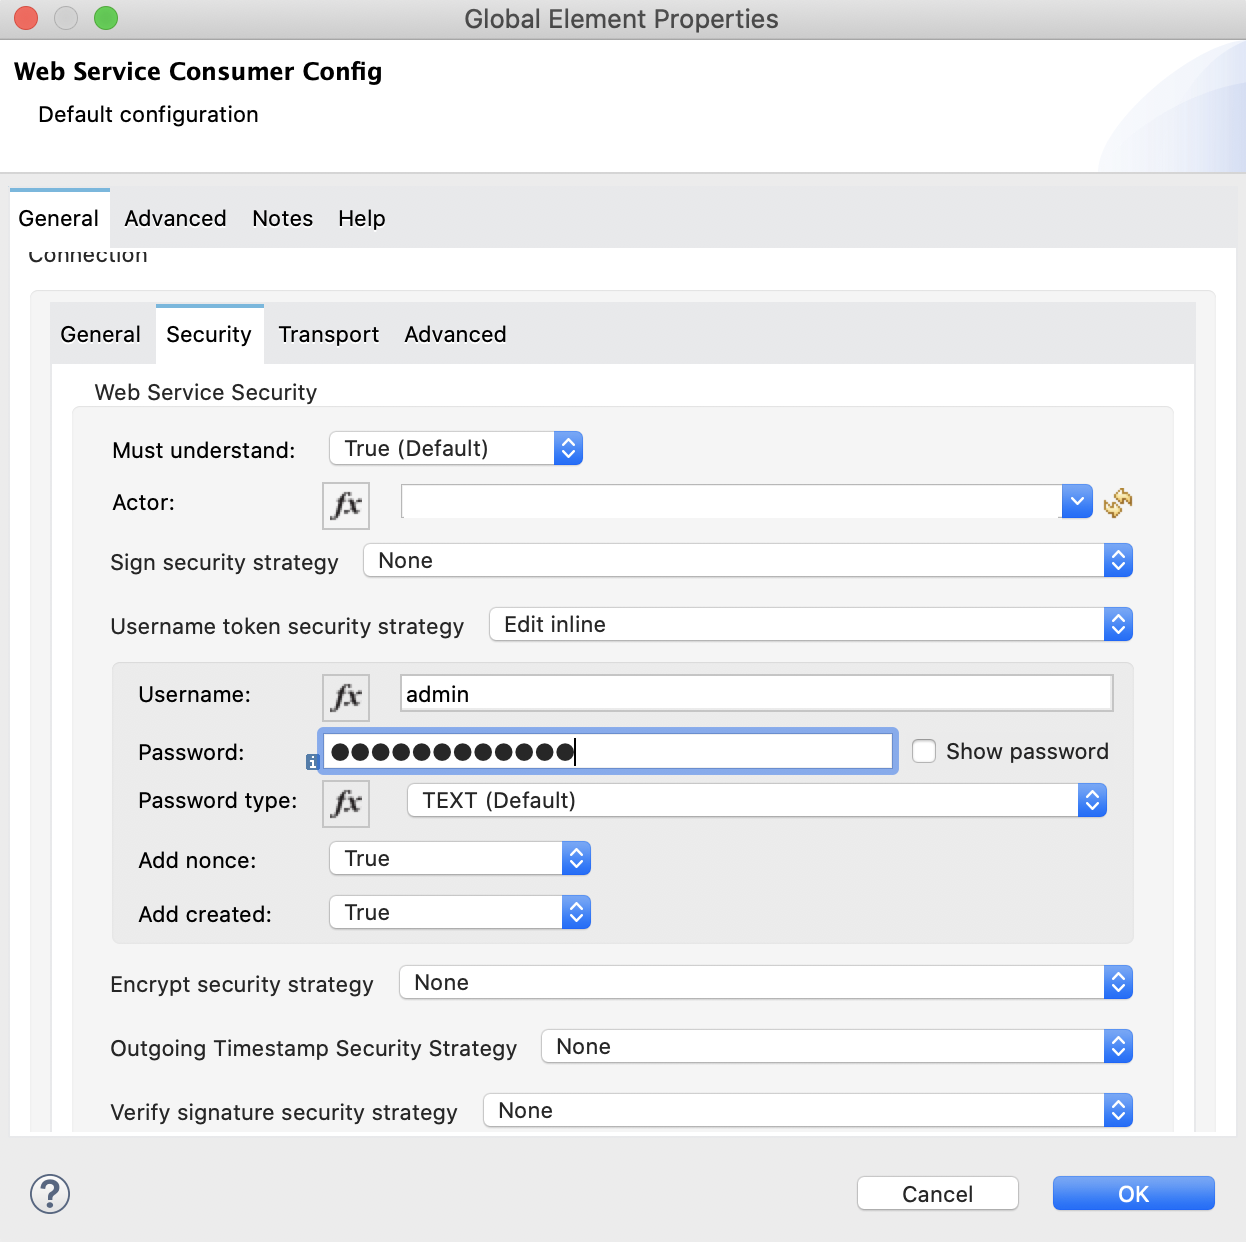 Global Element Properties
Web Service Consumer Config
Default configuration
General Advanced Notes Help
Connection
General Security Transport Advanced
Web Service Security
Must understand: True (Default)
Actor: fx
Sign security strategy None
Username token security strategy Edit inline
Username: fx admin
Password: ●●●●●●●●●●●● Show password
Password type: fx TEXT (Default)
Add nonce: True
Add created: True
Encrypt security strategy None
Outgoing Timestamp Security Strategy None
Verify signature security strategy None
? Cancel OK